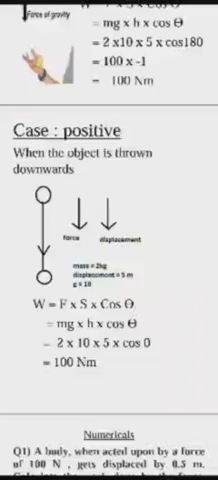 Force of gravity
= mg x h x cos Θ
= 2 x10 x 5 x cos180
= 100 x -1
= 100 Nm
Case : positive
When the object is thrown
downwards
force displacement
mass = 2kg
displacement = 5 m
g = 10
W = F x S x Cos Θ
= mg x h x cos Θ
= 2 x 10 x 5 x cos 0
= 100 Nm
Numericals
Q1) A body, when acted upon by a force
of 100 N , gets displaced by 0.5 m.